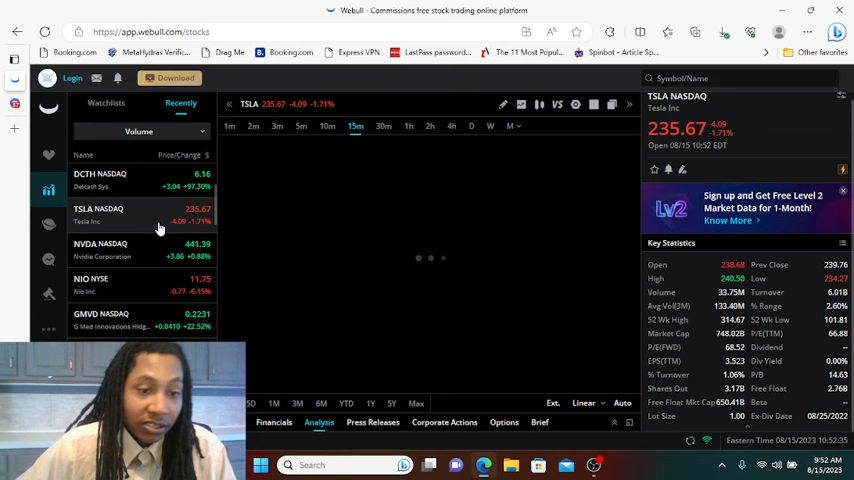 Webull - Commissions free stock trading online platform
https://app.webull.com/stocks
Booking.com MetaHydras Verific... Drag Me B. Booking.com Express VPN LastPass password... The 11 Most Popul... Spinbot - Article Sp... Other favorites
Login Download Symbol/Name
Watchlists Recently
TSLA 235.67 -4.09 -1.71%
VS
1m 2m 3m 5m 10m 15m 30m 1h 2h 4h D W M
Volume
Name Price/Change
DCTH NASDAQ 6.16
Delcath Sys +3.04 +97.30%
TSLA NASDAQ 235.67
Tesla Inc -4.09 -1.71%
NVDA NASDAQ 441.39
Nvidia Corporation +3.86 +0.88%
NIO NYSE 11.75
Nio Inc. -0.77 -6.15%
GMVD NASDAQ 0.2231
G Med Innovations Hldg... +0.0410 +22.52%
TSLA NASDAQ
Tesla Inc
235.67 -4.09 -1.71%
Open 08/15 10:52 EDT
Lv2
Sign up and Get Free Level 2
Market Data for 1-Month!
Know More >
Key Statistics
Open 238.68 Prev Close 239.76
High 240.50 Low 234.27
Volume 33.75M Turnover 6.01B
Avg Vol(3M) 133.40M % Range 2.60%
52 Wk High 314.67 52 Wk Low 101.81
Market Cap 748.02B P/E(TTM) 66.88
P/E(FWD) 68.52 Dividend --
EPS(TTM) 3.523 Div Yield 0.00%
% Turnover 1.06% P/B 14.63
Shares Out 3.17B Free Float 2.76B
Free Float Mkt Cap 650.41B Beta --
Lot Size 1.00 Ex-Div Date 08/25/2022
5D 1M 3M 6M YTD 1Y 5Y Max Ext. Linear Auto
Financials Analysis Press Releases Corporate Actions Options Brief
Eastern Time 08/15/2023 10:52:35
Search
9:52 AM
8/15/2023